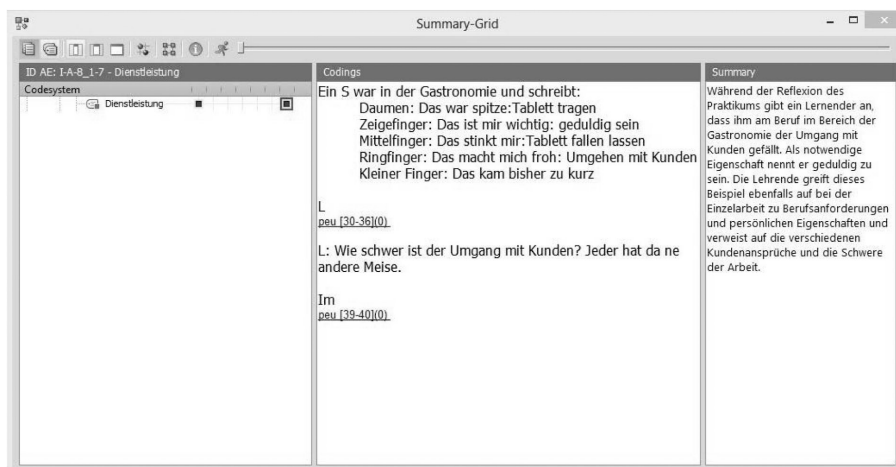 Summary-Grid
ID AE: I-A-8_1-7 - Dienstleistung
Codesystem
Dienstleistung
Codings
Ein S war in der Gastronomie und schreibt:
Daumen: Das war spitze:Tablett tragen
Zeigefinger: Das ist mir wichtig: geduldig sein
Mittelfinger: Das stinkt mir:Tablett fallen lassen
Ringfinger: Das macht mich froh: Umgehen mit Kunden
Kleiner Finger: Das kam bisher zu kurz
L
peu [30-36](0)
L: Wie schwer ist der Umgang mit Kunden? Jeder hat da ne
andere Meise.
Im
peu [39-40](0)
Summary
Während der Reflexion des
Praktikums gibt ein Lernender an,
dass ihm am Beruf im Bereich der
Gastronomie der Umgang mit
Kunden gefällt. Als notwendige
Eigenschaft nennt er geduldig zu
sein. Die Lehrende greift dieses
Beispiel ebenfalls auf bei der
Einzelarbeit zu Berufsanforderungen
und persönlichen Eigenschaften und
verweist auf die verschiedenen
Kundenansprüche und die Schwere
der Arbeit.